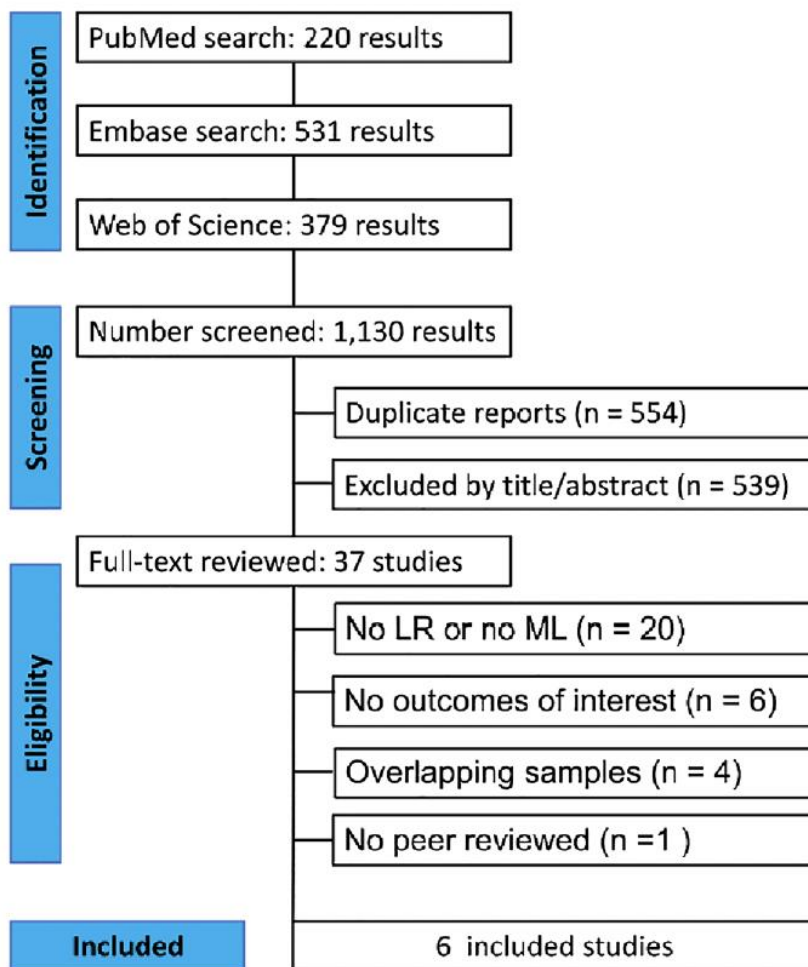 Identification
PubMed search: 220 results
Embase search: 531 results
Web of Science: 379 results
Screening
Number screened: 1,130 results
Duplicate reports (n = 554)
Excluded by title/abstract (n = 539)
Eligibility
Full-text reviewed: 37 studies
No LR or no ML (n = 20)
No outcomes of interest (n = 6)
Overlapping samples (n = 4)
No peer reviewed (n =1 )
Included
6 included studies